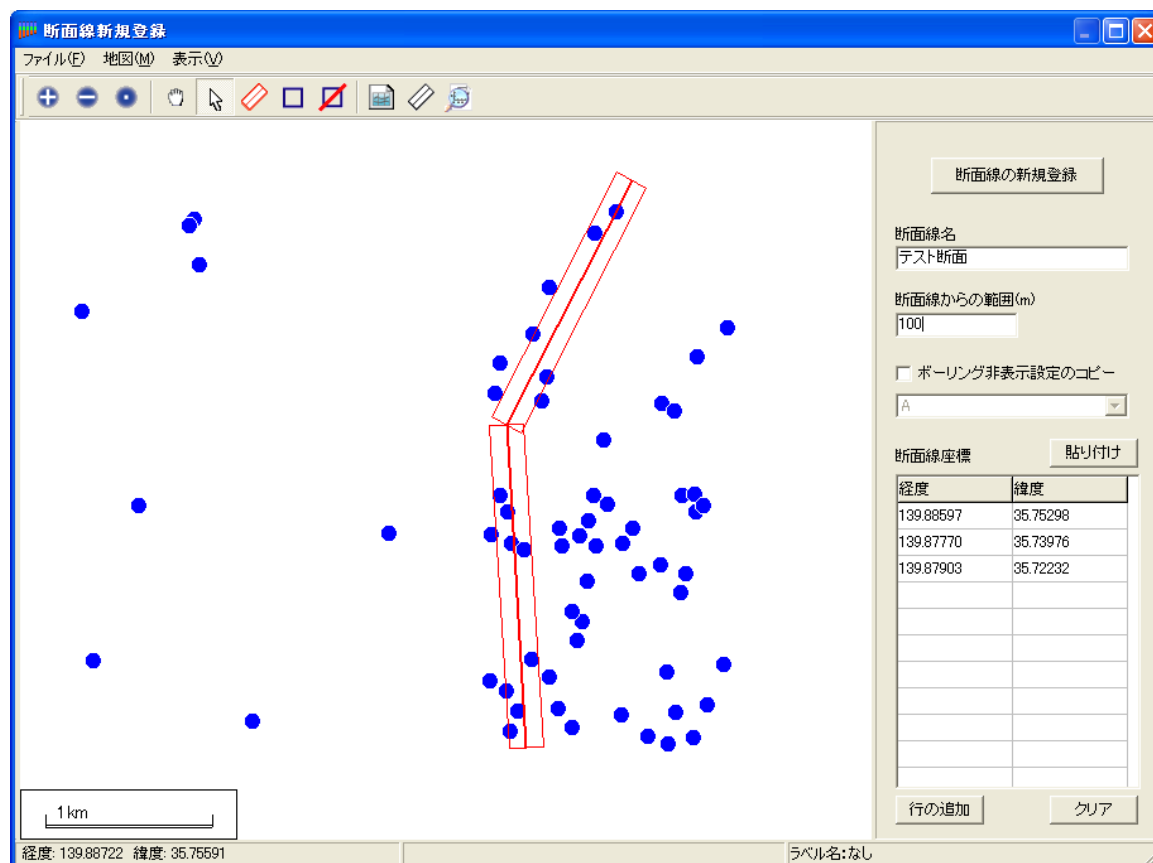 断面線新規登録
ファイル(F) 地図(M) 表示(V)
断面線の新規登録
断面線名
テスト断面
断面線からの範囲(m)
100
ボーリング非表示設定のコピー
A
断面線座標 貼り付け
経度 緯度
139.88597 35.75298
139.87770 35.73976
139.87903 35.72232
行の追加 クリア
1km
経度: 139.88722 緯度: 35.75591 ラベル名:なし